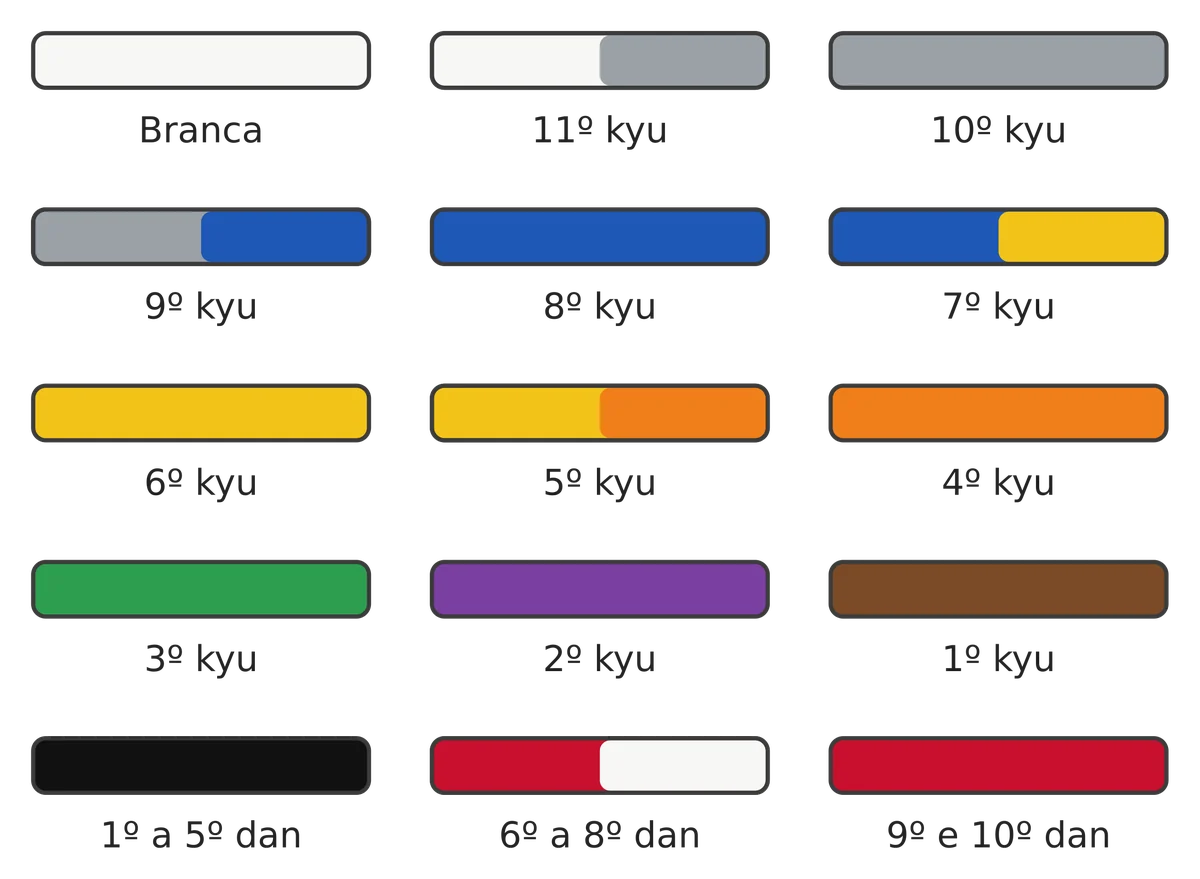 Branca
11º kyu
10º kyu
9º kyu
8º kyu
7º kyu
6º kyu
5º kyu
4º kyu
3º kyu
2º kyu
1º kyu
1º a 5º dan
6º a 8º dan
9º e 10º dan